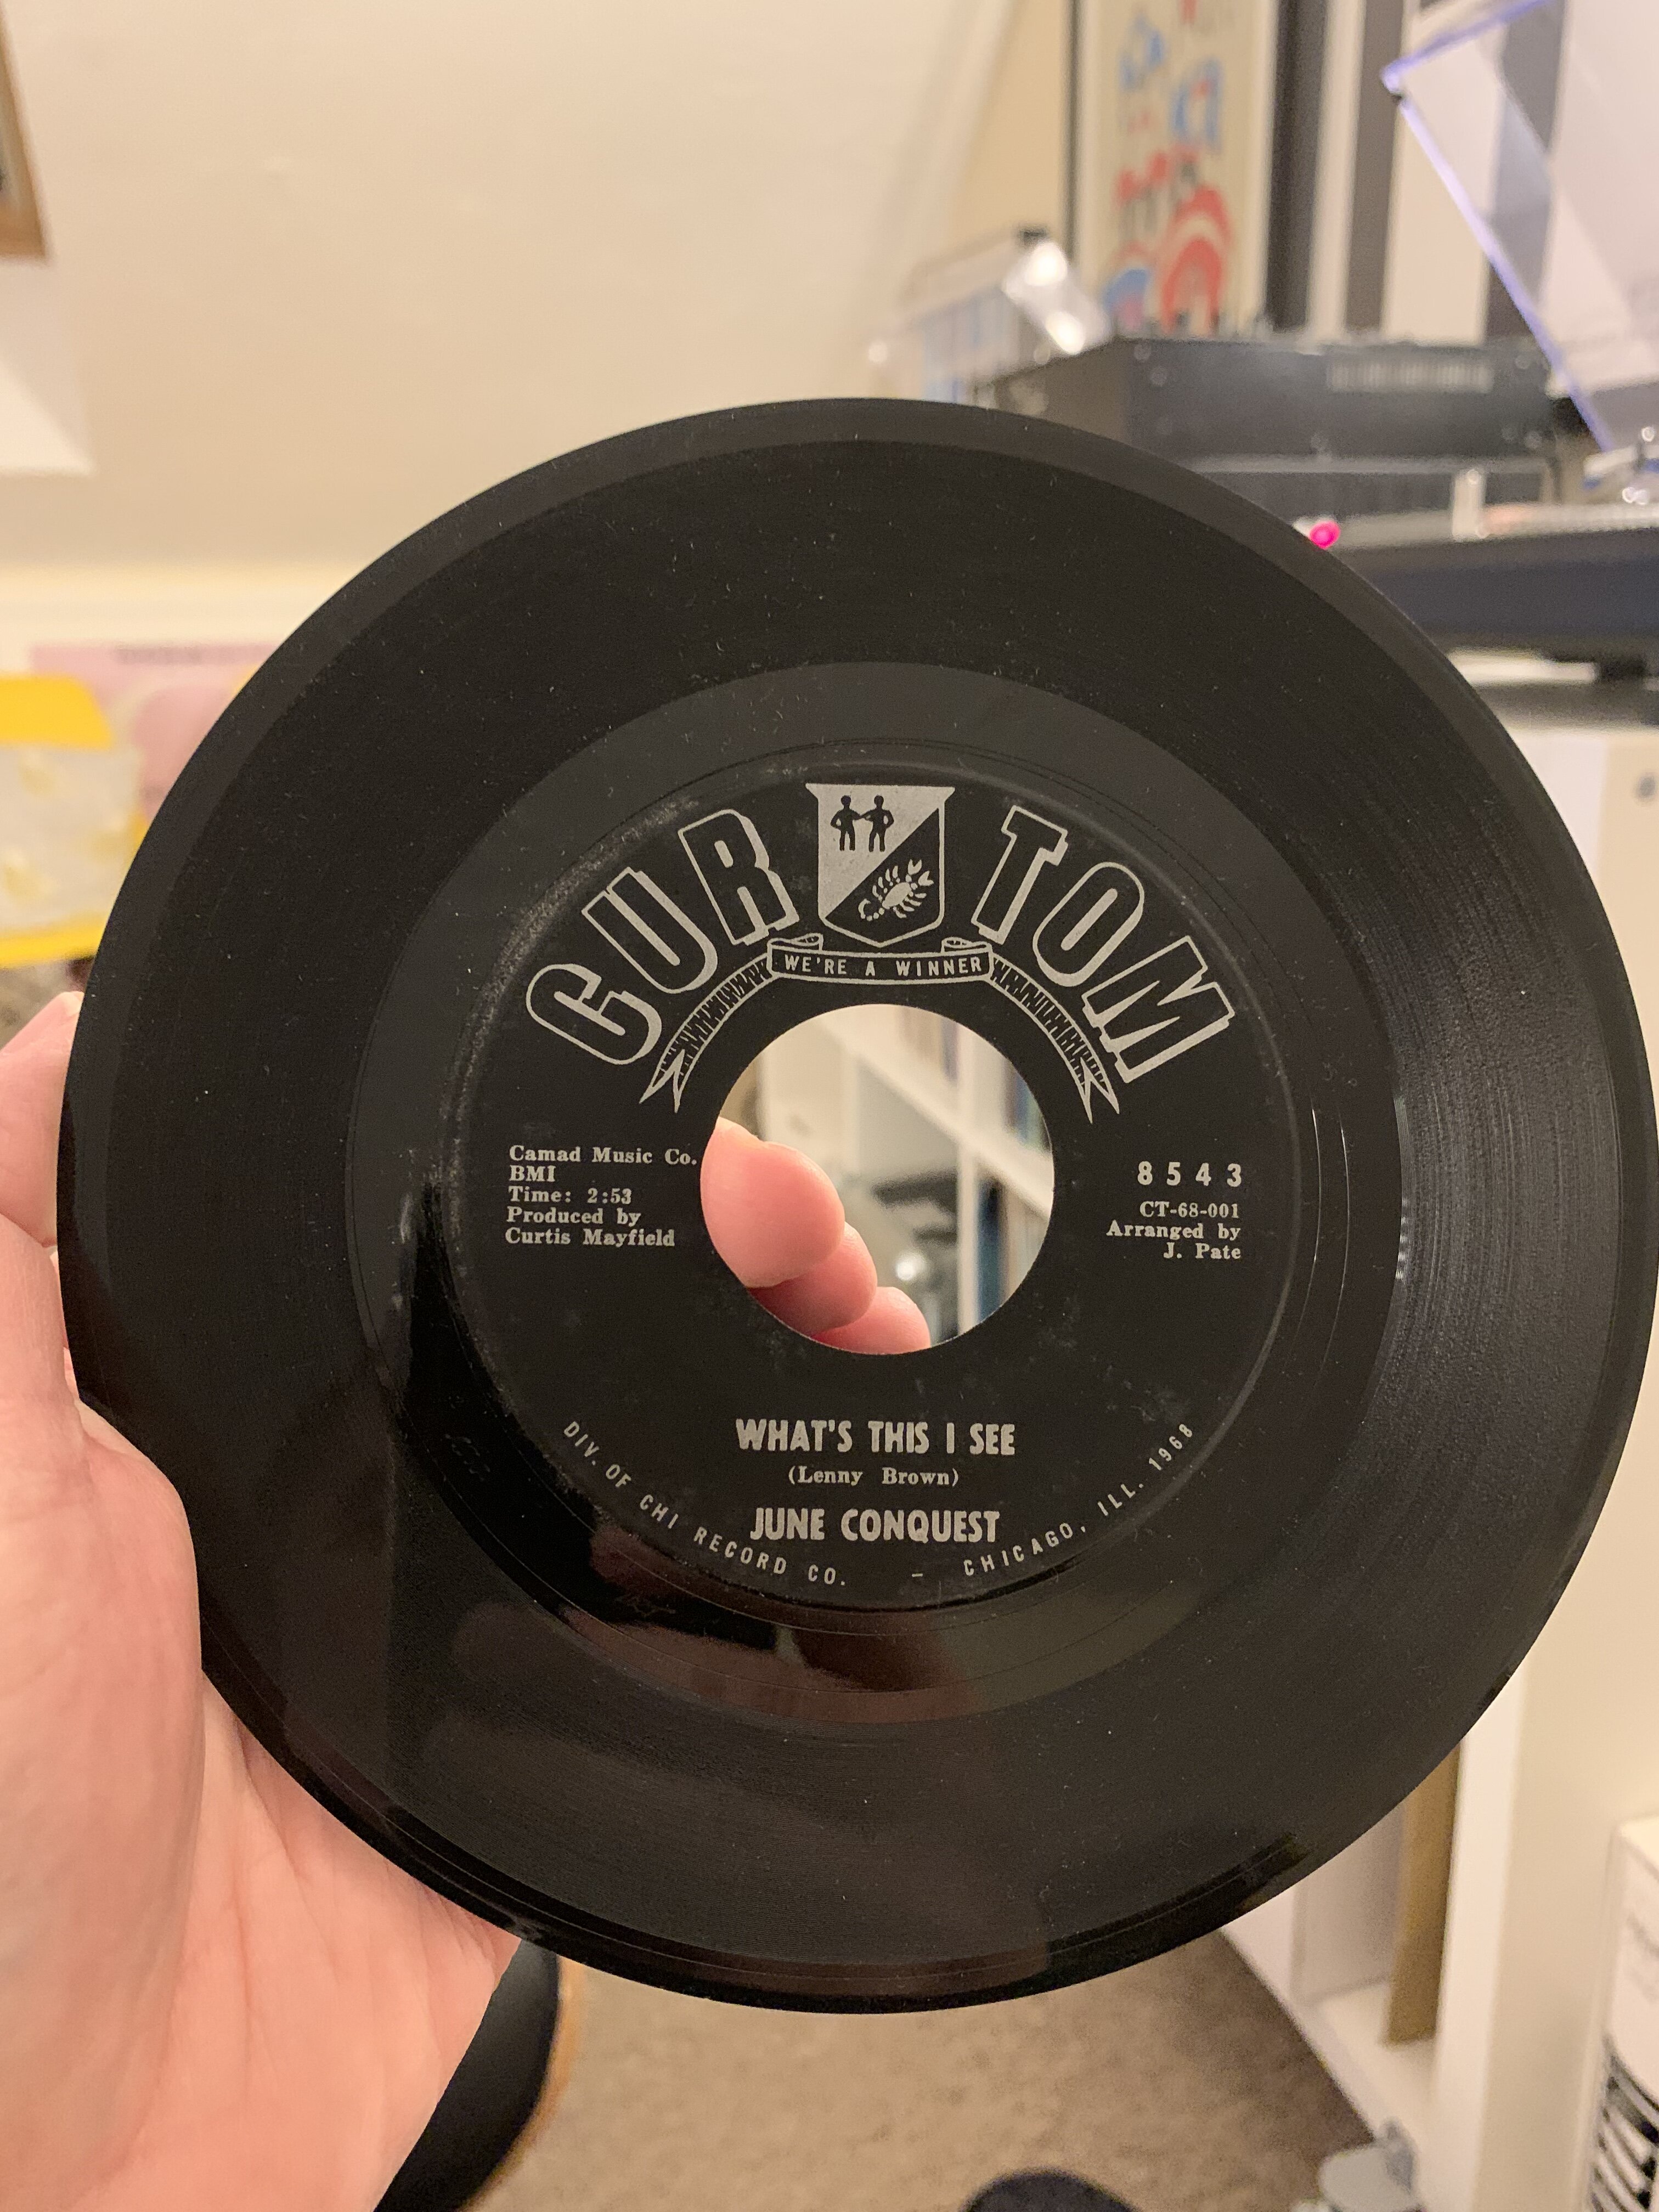 CURTOM
WE'RE A WINNER
Camad Music Co.
BMI
Time: 2:53
Produced by
Curtis Mayfield
8543
CT-68-001
Arranged by
J. Pate
WHAT'S THIS I SEE
(Lenny Brown)
JUNE CONQUEST
DIV. OF CHI RECORD CO. - CHICAGO, ILL. 1968